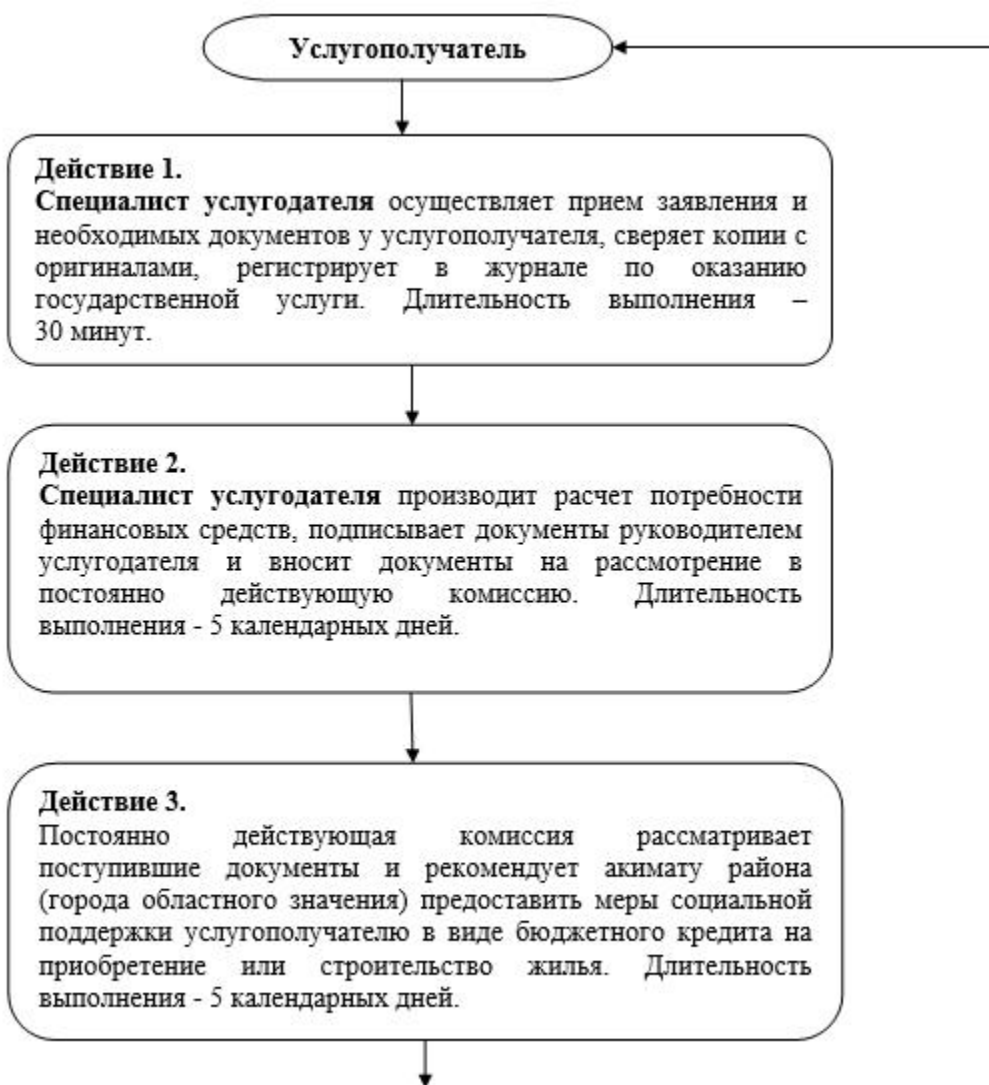 Услугополучатель
Действие 1.
Специалист услугодателя осуществляет прием заявления и
необходимых документов у услугополучателя, сверяет копии с
оригиналами, регистрирует в журнале по оказанию
государственной услуги. Длительность выполнения –
30 минут.
Действие 2.
Специалист услугодателя производит расчет потребности
финансовых средств, подписывает документы руководителем
услугодателя и вносит документы на рассмотрение в
постоянно действующую комиссию. Длительность
выполнения - 5 календарных дней.
Действие 3.
Постоянно действующая комиссия рассматривает
поступившие документы и рекомендует акимату района
(города областного значения) предоставить меры социальной
поддержки услугополучателю в виде бюджетного кредита на
приобретение или строительство жилья. Длительность
выполнения - 5 календарных дней.